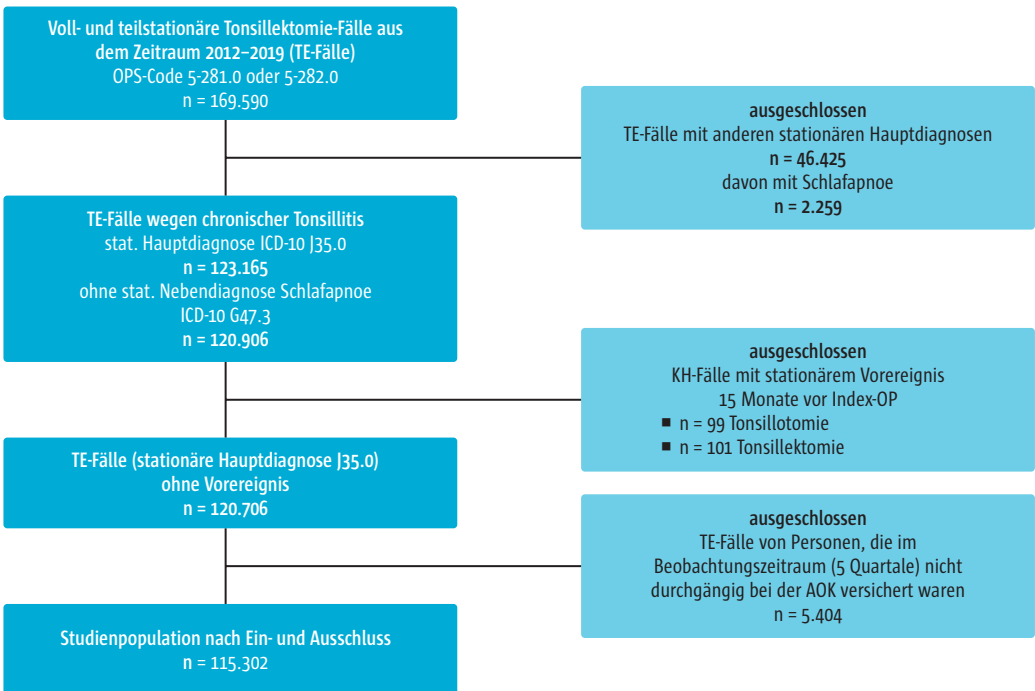 Voll- und teilstationäre Tonsillektomie-Fälle aus
dem Zeitraum 2012–2019 (TE-Fälle)
OPS-Code 5-281.0 oder 5-282.0
n = 169.590
ausgeschlossen
TE-Fälle mit anderen stationären Hauptdiagnosen
n = 46.425
davon mit Schlafapnoe
n = 2.259
TE-Fälle wegen chronischer Tonsillitis
stat. Hauptdiagnose ICD-10 J35.0
n = 123.165
ohne stat. Nebendiagnose Schlafapnoe
ICD-10 G47.3
n = 120.906
ausgeschlossen
KH-Fälle mit stationärem Vorereignis
15 Monate vor Index-OP
■ n = 99 Tonsillotomie
■ n = 101 Tonsillektomie
TE-Fälle (stationäre Hauptdiagnose J35.0)
ohne Vorereignis
n = 120.706
ausgeschlossen
TE-Fälle von Personen, die im
Beobachtungszeitraum (5 Quartale) nicht
durchgängig bei der AOK versichert waren
n = 5.404
Studienpopulation nach Ein- und Ausschluss
n = 115.302